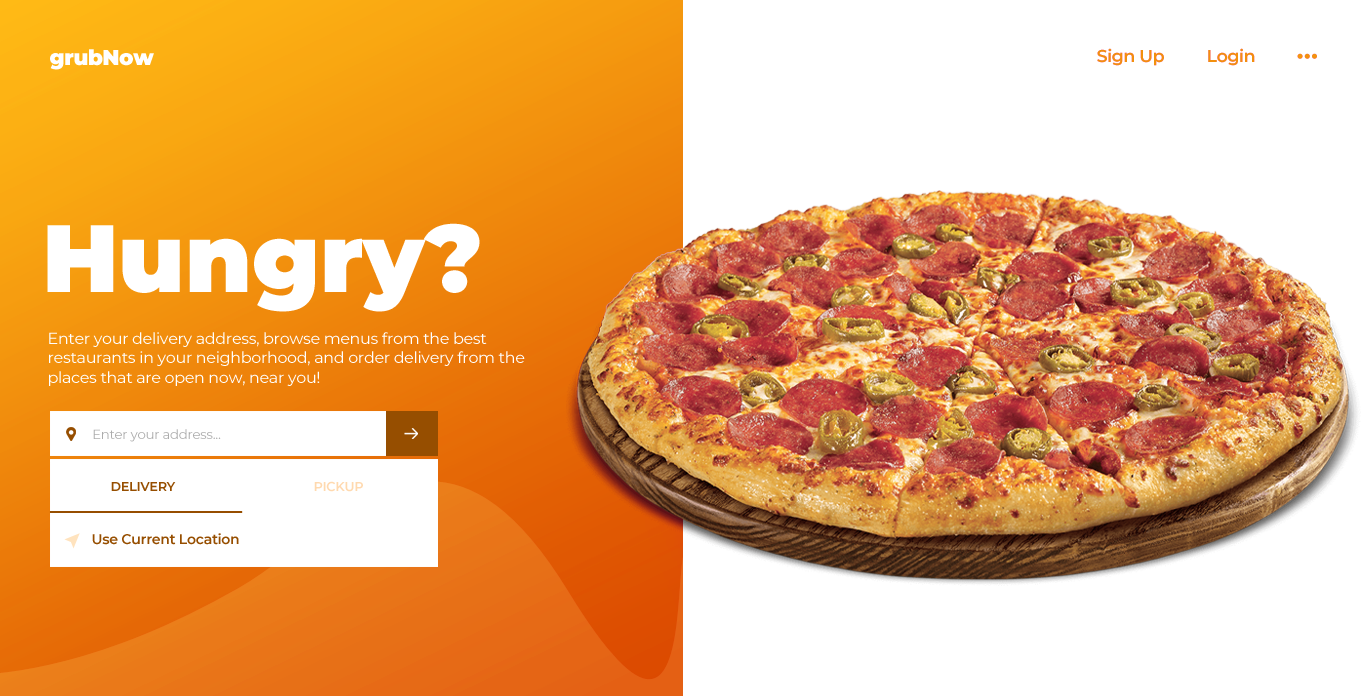 grubNow
Sign Up
Login
Hungry?
Enter your delivery address, browse menus from the best
restaurants in your neighborhood, and order delivery from the
places that are open now, near you!
Enter your address...
DELIVERY
PICKUP
Use Current Location